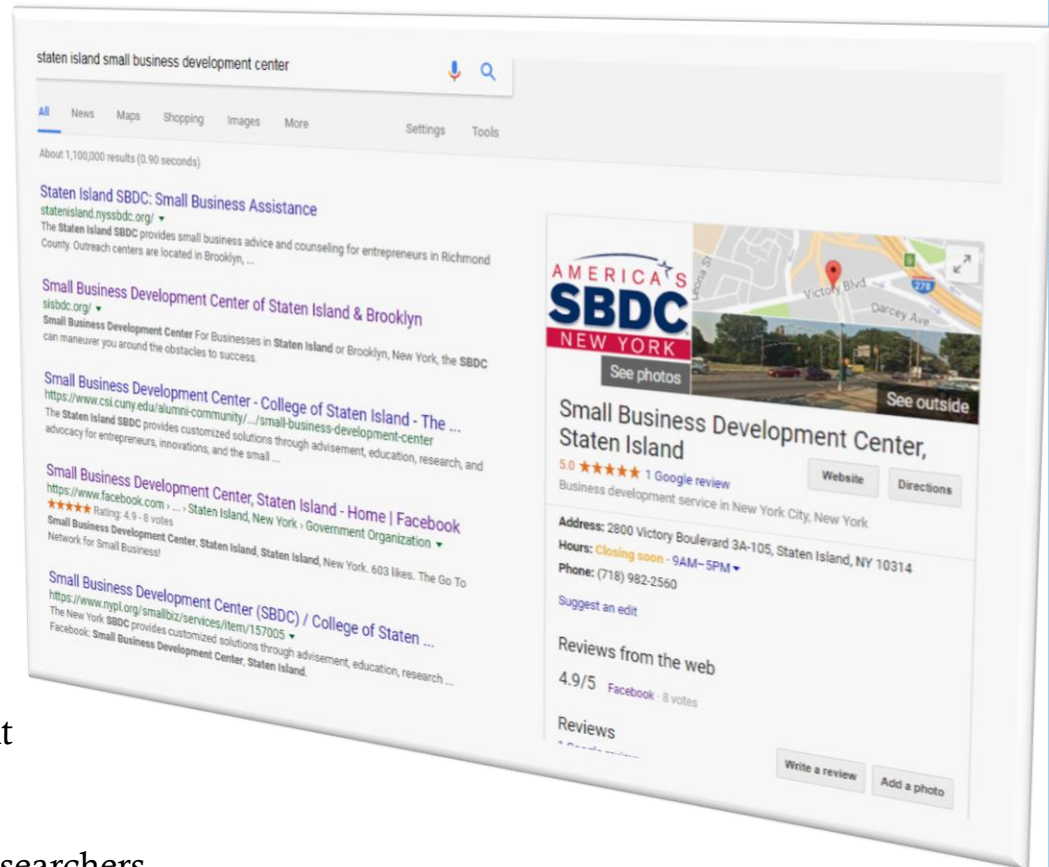 staten island small business development center
All News Maps Shopping Images More Settings Tools
About 1,100,000 results (0.90 seconds)
Staten Island SBDC: Small Business Assistance
statenisland.nyssbdc.org/
The Staten Island SBDC provides small business advice and counseling for entrepreneurs in Richmond
County. Outreach centers are located in Brooklyn, ...
Small Business Development Center of Staten Island & Brooklyn
sisbdc.org/
Small Business Development Center For Businesses in Staten Island or Brooklyn, New York, the SBDC
can maneuver you around the obstacles to success.
Small Business Development Center - College of Staten Island - The ...
https://www.csi.cuny.edu/alumni-community/.../small-business-development-center
The Staten Island SBDC provides customized solutions through advisement, education, research, and
advocacy for entrepreneurs, innovations, and the small ...
Small Business Development Center, Staten Island - Home | Facebook
https://www.facebook.com › ... › Staten Island, New York › Government Organization
★★★★★ Rating: 4.9 - 8 votes
Small Business Development Center, Staten Island, Staten Island, New York. 603 likes. The Go To
Network for Small Business!
Small Business Development Center (SBDC) / College of Staten ...
https://www.nypl.org/smallbiz/services/item/157005
The New York SBDC provides customized solutions through advisement, education, research ...
Facebook: Small Business Development Center, Staten Island.
AMERICA'S
SBDC
NEW YORK
See photos
Leona St
Victory Blvd
278
Darcey Ave
See outside
Small Business Development Center,
Staten Island
Website Directions
5.0 ★★★★★ 1 Google review
Business development service in New York City, New York
Address: 2800 Victory Boulevard 3A-105, Staten Island, NY 10314
Hours: Closing soon · 9AM–5PM
Phone: (718) 982-2560
Suggest an edit
Reviews from the web
4.9/5 Facebook · 8 votes
Reviews
1 Google review
Write a review Add a photo
searchers